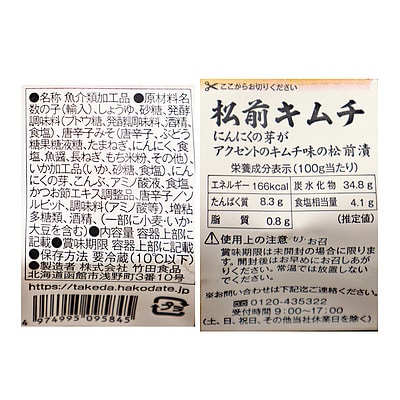 ●名称 魚介類加工品 ●原材料名
数の子(輸入)、しょうゆ、砂糖、発酵
調味料(ブドウ糖、発酵調味料、酒精、
食塩)、唐辛子みそ(唐辛子、ぶどう
糖果糖液糖、たまねぎ、にんにく、食
塩、魚醤、長ねぎ、もち米粉、その他)、
いか加工品(いか、砂糖、食塩)、にん
にくの芽、こんぶ、アミノ酸液、食塩、
かつお節エキス調整品、唐辛子/ソ
ルビット、調味料(アミノ酸等)、増粘
多糖類、酒精、(一部に小麦・いか・
大豆を含む) ●内容量 容器上部に
記載 ●賞味期限 容器上部に記載
●保存方法 要冷蔵(10℃以下)
●製造者 株式会社 竹田食品
北海道函館市浅野町3番10号
https://takeda.hakodate.jp
4 974995 095845
プラ
ここからお切りください
松前キムチ
にんにくの芽が
アクセントのキムチ味の松前漬
栄養成分表示(100g当たり)
エネルギー 166kcal 炭水化物 34.8g
たんぱく質 8.3g 食塩相当量 4.1g
脂質 0.8g (推定値)
使用上の注意
賞味期限は未開封の場合に限りま
す。開封後はお早めにお召し上がり
ください。常温では放置しない
でください。
※お問い合わせは下記迄ご連絡ください。
0120-435322
受付時間 9:00〜17:00
(土、日、祝日、その他当社休業日を除く)